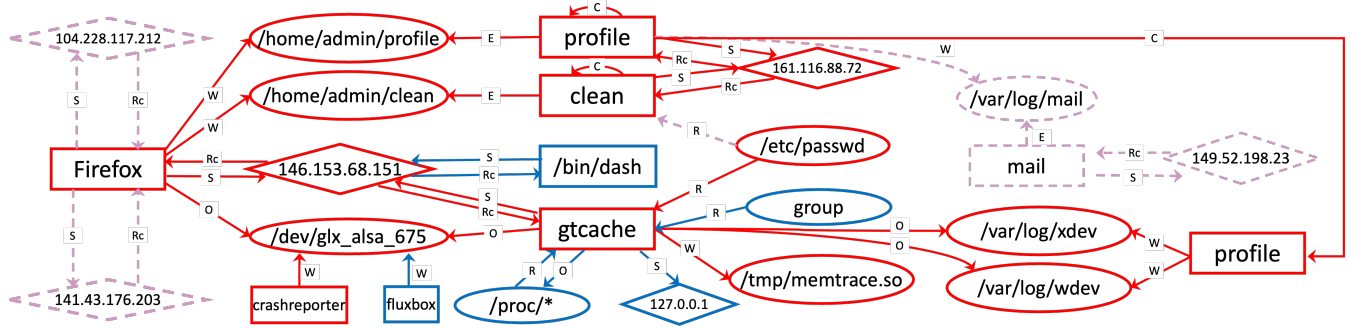 C
104.228.117.212
/home/admin/profile
E
profile
C
S
W
Rc
161.116.88.72
S
Rc
S
Rc
W
/home/admin/clean
E
C
clean
/var/log/mail
W
R
E
/etc/passwd
Firefox
Rc
S
146.153.68.151
S
Rc
/bin/dash
mail
Rc
S
149.52.198.23
R
S
Rc
O
group
R
S
Rc
/dev/glx_alsa_675
O
gtcache
O
O
/var/log/xdev
W
W
profile
W
W
W
R
O
S
/tmp/memtrace.so
/var/log/wdev
141.43.176.203
crashreporter
fluxbox
/proc/*
127.0.0.1